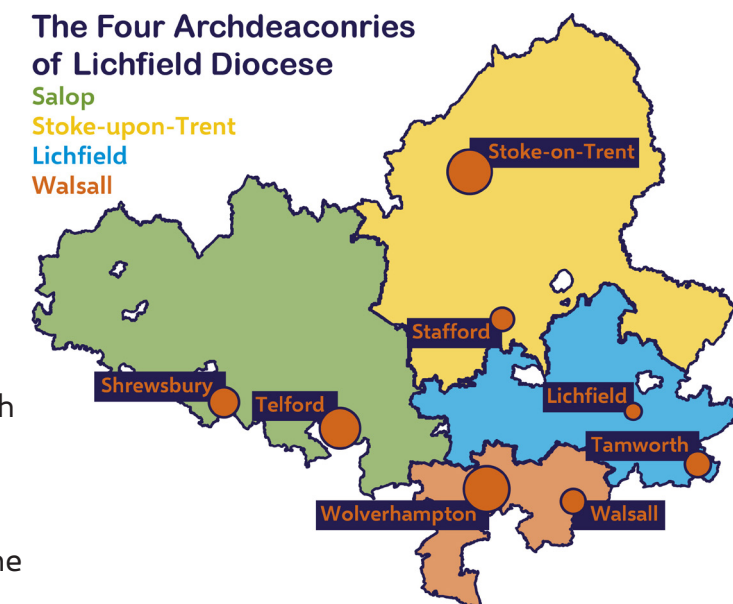 The Four Archdeaconries
of Lichfield Diocese
Salop
Stoke-upon-Trent
Lichfield
Walsall
Stoke-on-Trent
Stafford
Shrewsbury
Telford
Lichfield
Tamworth
Wolverhampton
Walsall